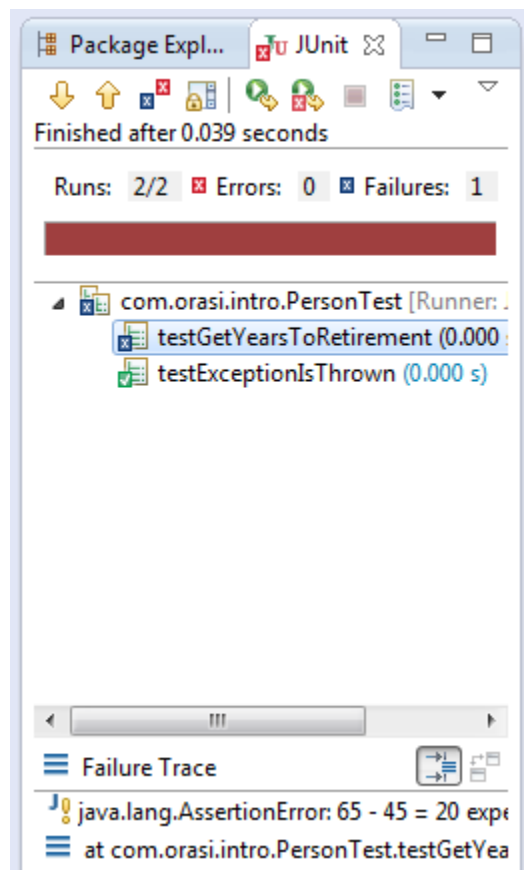 Package Expl... JUnit
Finished after 0.039 seconds
Runs: 2/2 Errors: 0 Failures: 1
com.orasi.intro.PersonTest [Runner:
testGetYearsToRetirement (0.000
testExceptionIsThrown (0.000 s)
Failure Trace
java.lang.AssertionError: 65 - 45 = 20
at com.orasi.intro.PersonTest.testGetYea